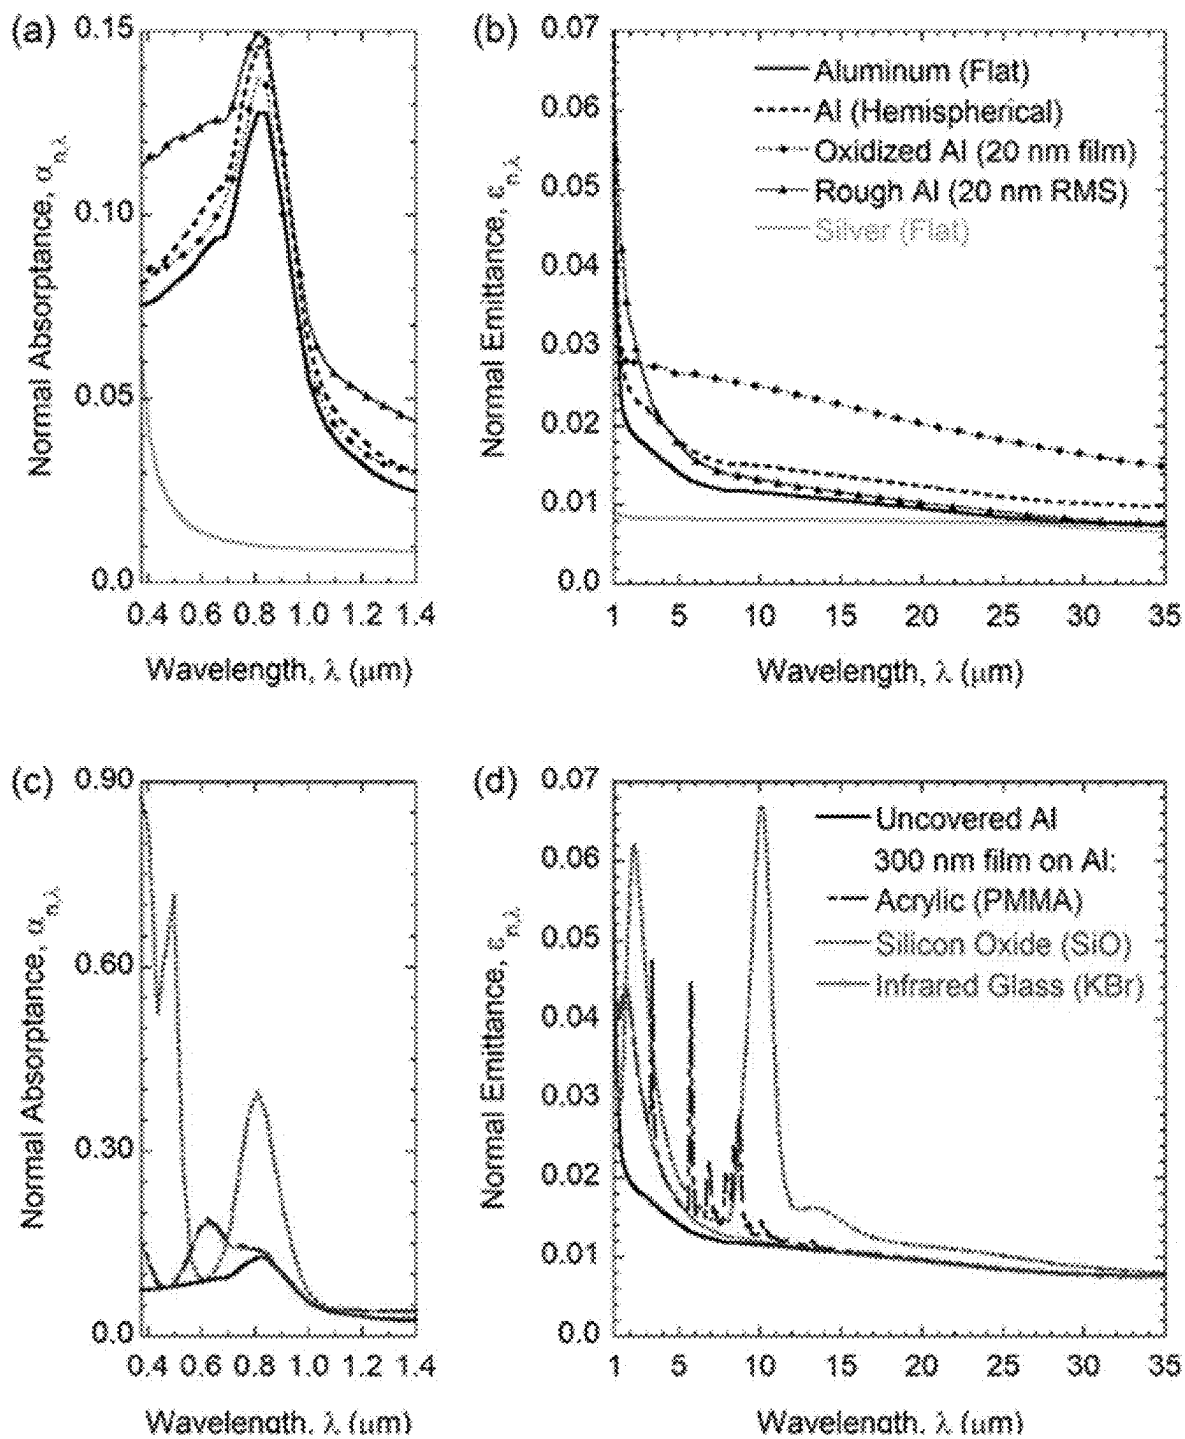 (a)
0.15
0.10
0.05
0.0
Normal Absorptance, αn,λ
0.4 0.6 0.8 1.0 1.2 1.4
Wavelength, λ (μm)
(b)
0.07
0.06
0.05
0.04
0.03
0.02
0.01
0.0
Normal Emittance, εn,λ
1 5 10 15 20 25 30 35
Wavelength, λ (μm)
Aluminum (Flat)
Al (Hemispherical)
Oxidized Al (20 nm film)
Rough Al (20 nm RMS)
Silver (Flat)
(c)
0.90
0.60
0.30
0.0
Normal Absorptance, αn,λ
0.4 0.6 0.8 1.0 1.2 1.4
Wavelength, λ (μm)
(d)
0.07
0.06
0.05
0.04
0.03
0.02
0.01
0.0
Normal Emittance, εn,λ
1 5 10 15 20 25 30 35
Wavelength, λ (μm)
Uncovered Al
300 nm film on Al:
Acrylic (PMMA)
Silicon Oxide (SiO)
Infrared Glass (KBr)